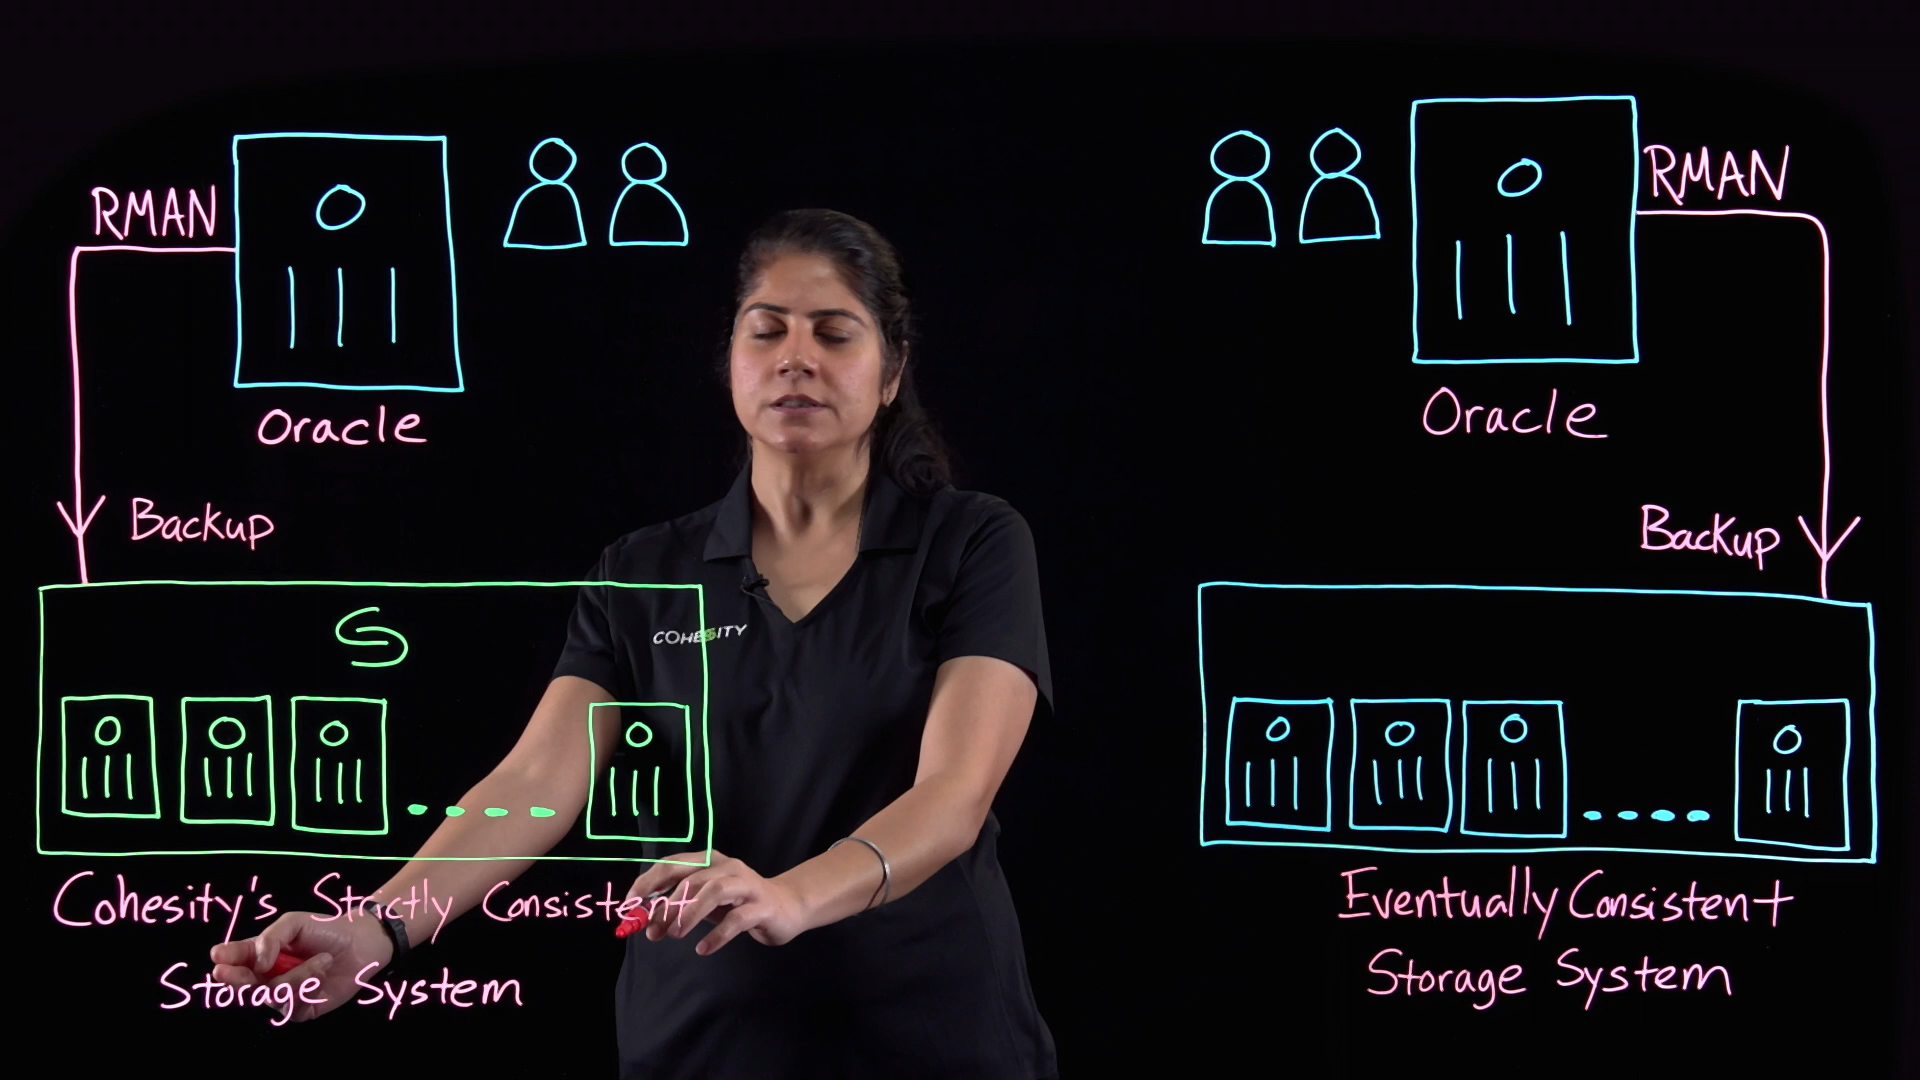 RMAN
Oracle
Backup
S
Cohesity's Strictly Consistent
Storage System
COHESITY
RMAN
Oracle
Backup
Eventually Consistent
Storage System